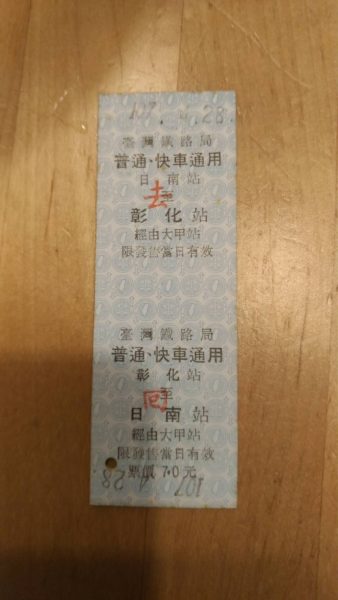 臺灣鐵路局
普通、快車通用
日南站
去至
彰化站
經由大甲站
限發售當日有效
臺灣鐵路局
普通、快車通用
彰化站
回至
日南站
經由大甲站
限發售當日有效
票價7.0元